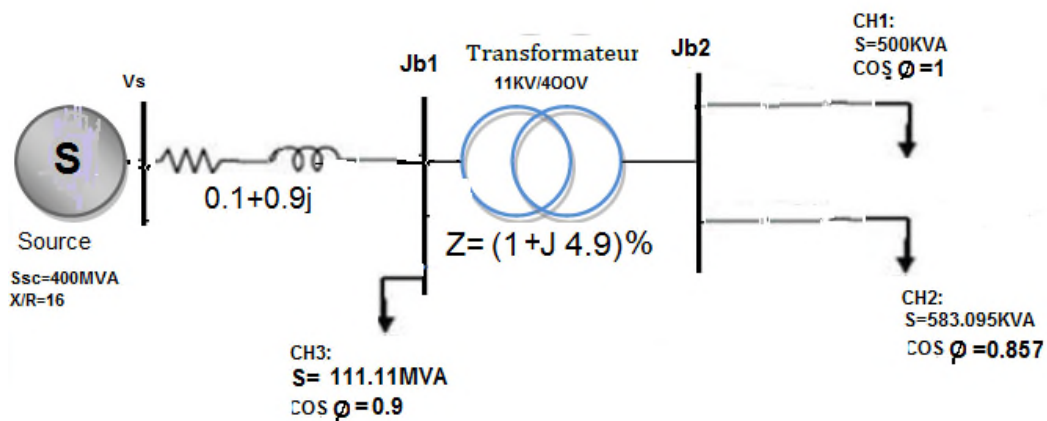 CH1:
S=500KVA
COS Ø=1
Transformateur
11KV/4OOV
Jb1
Jb2
Vs
S
0.1+0.9j
Z= (1+J 4.9)%
Source
Ssc=400MVA
X/R=16
CH2:
S=583.095KVA
COS φ=0.857
CH3:
S= 111.11MVA
COS φ=0.9